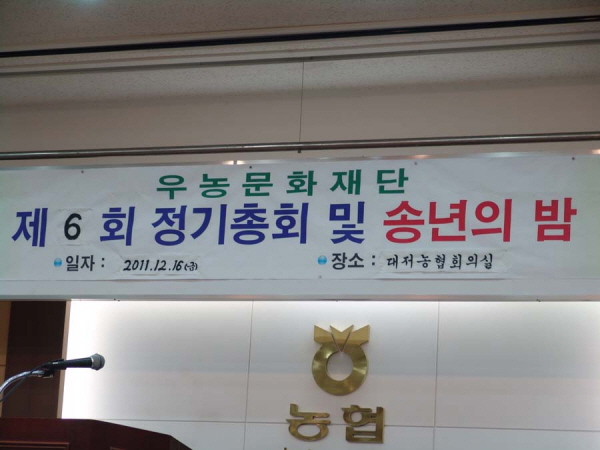 우농문화재단
제 6 회 정기총회 및 송년의 밤
일자 : 2011.12.16(금) 장소 : 대저농협회의실
농협